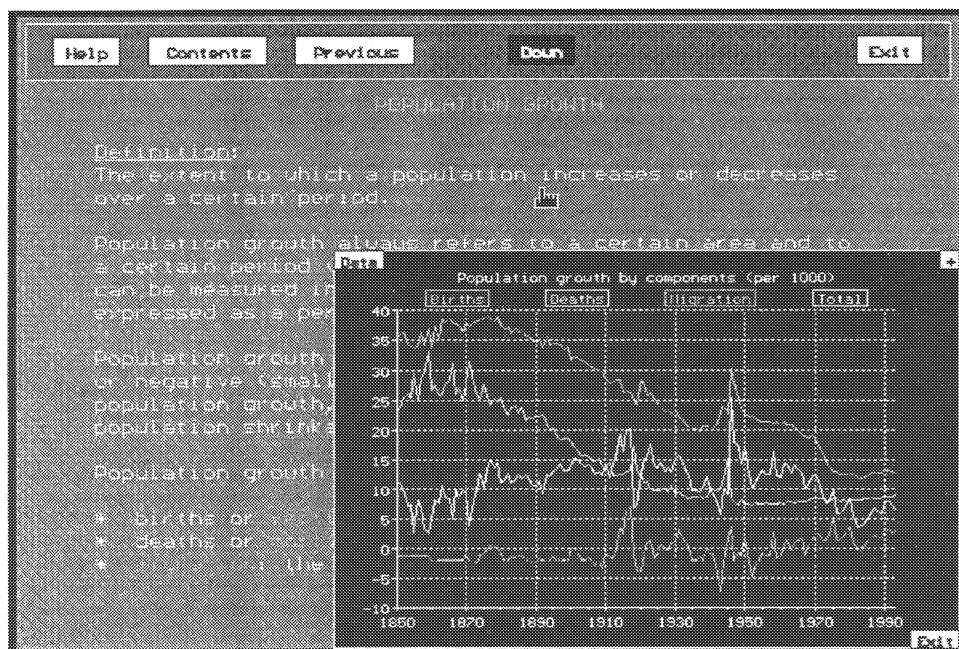 Help Contents Previous Down Exit
POPULATION GROWTH
Definition:
The extent to which a population increases or decreases
over a certain period.
Population growth always refers to a certain area and to
a certain period
can be measured in
expressed as a per
Population growth
or negative (small
population growth,
population shrinks
Population growth
* births or
* deaths or
* : the
Data +
Population growth by components (per 1000)
Births Deaths Migration Total
40
35
30
25
20
15
10
5
0
-5
-10
1850 1870 1890 1910 1930 1950 1970 1990
Exit